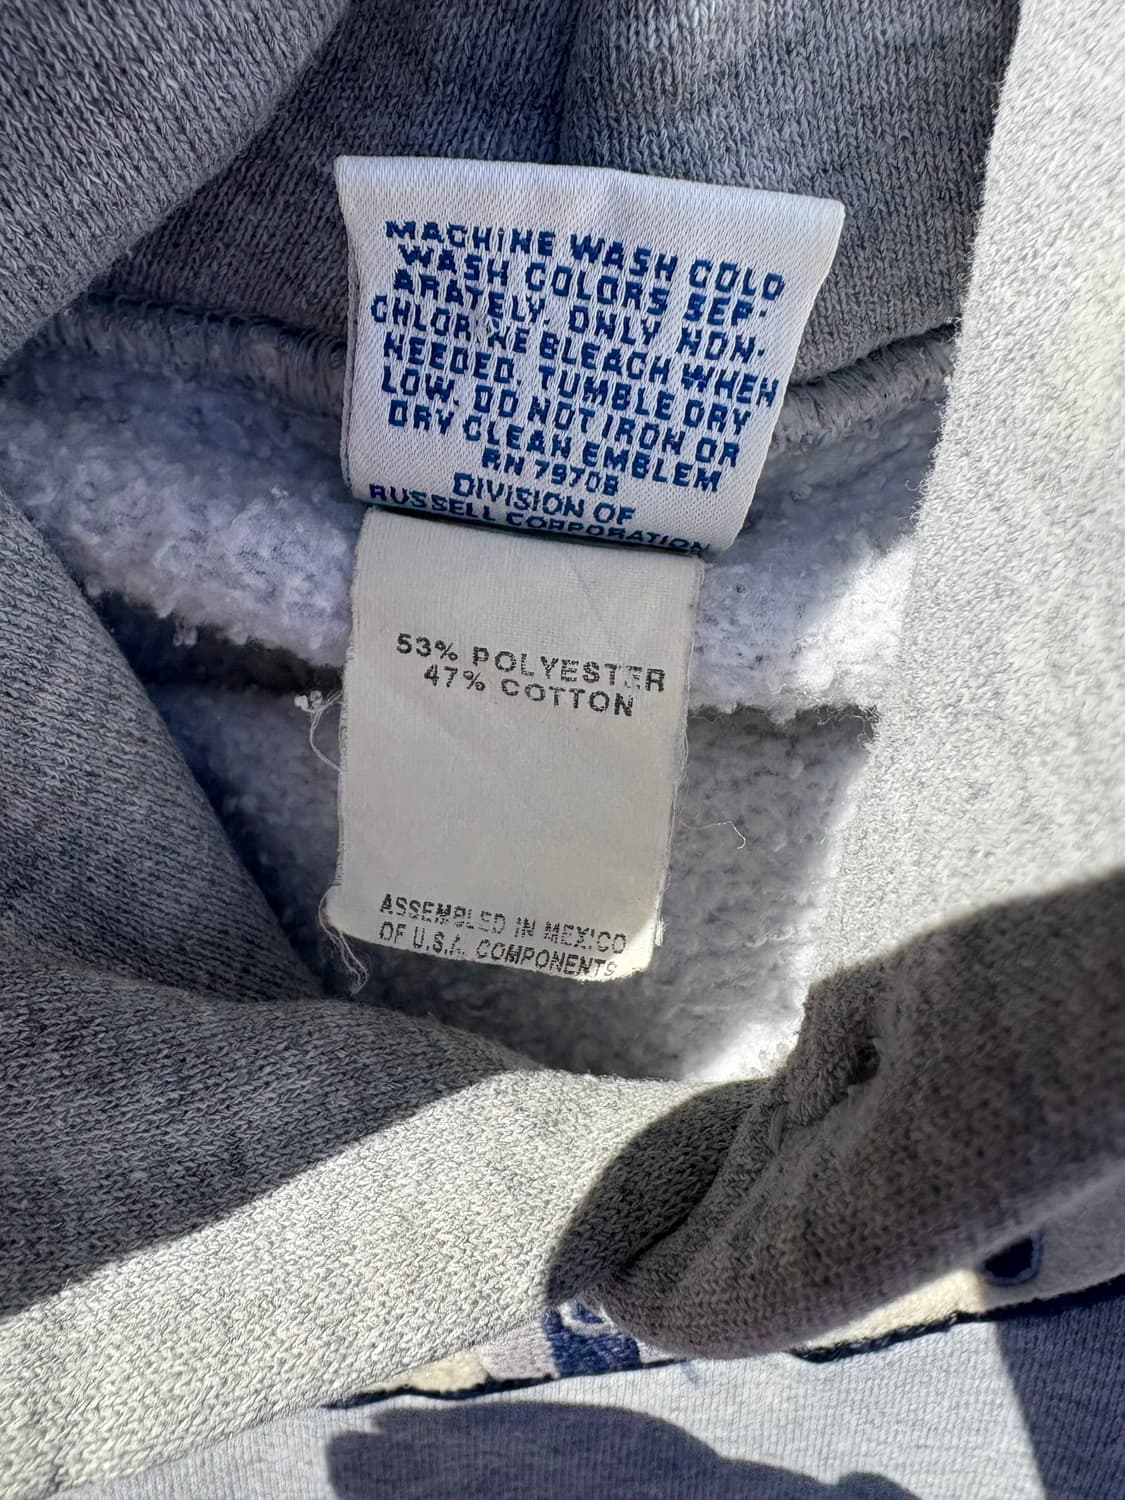 MACHINE WASH COLD
WASH COLORS SEP-
ARATELY, ONLY NON-
CHLORINE BLEACH WHEN
NEEDED, TUMBLE DRY
LOW. DO NOT IRON OR
DRY CLEAN EMBLEM
RN 79708
DIVISION OF
RUSSELL CORPORATION
53% POLYESTER
47% COTTON
ASSEMBLED IN MEXICO
OF U.S.A. COMPONENTS